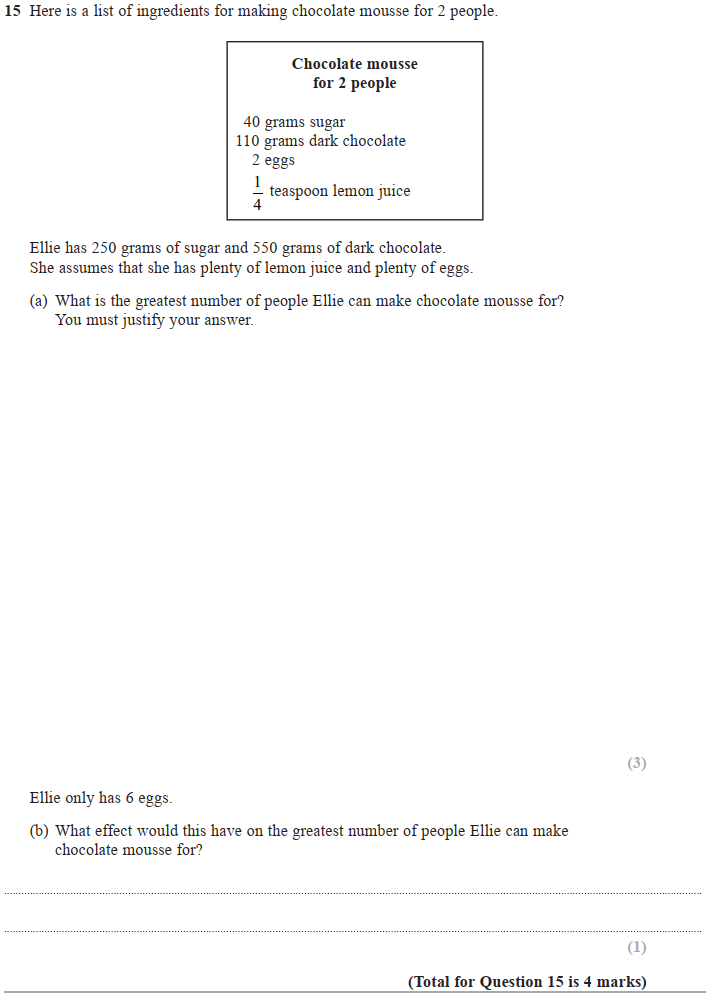 15 Here is a list of ingredients for making chocolate mousse for 2 people.
Chocolate mousse
for 2 people
40 grams sugar
110 grams dark chocolate
2 eggs
1/4 teaspoon lemon juice
Ellie has 250 grams of sugar and 550 grams of dark chocolate.
She assumes that she has plenty of lemon juice and plenty of eggs.
(a) What is the greatest number of people Ellie can make chocolate mousse for?
You must justify your answer.
(3)
Ellie only has 6 eggs.
(b) What effect would this have on the greatest number of people Ellie can make
chocolate mousse for?
(1)
(Total for Question 15 is 4 marks)